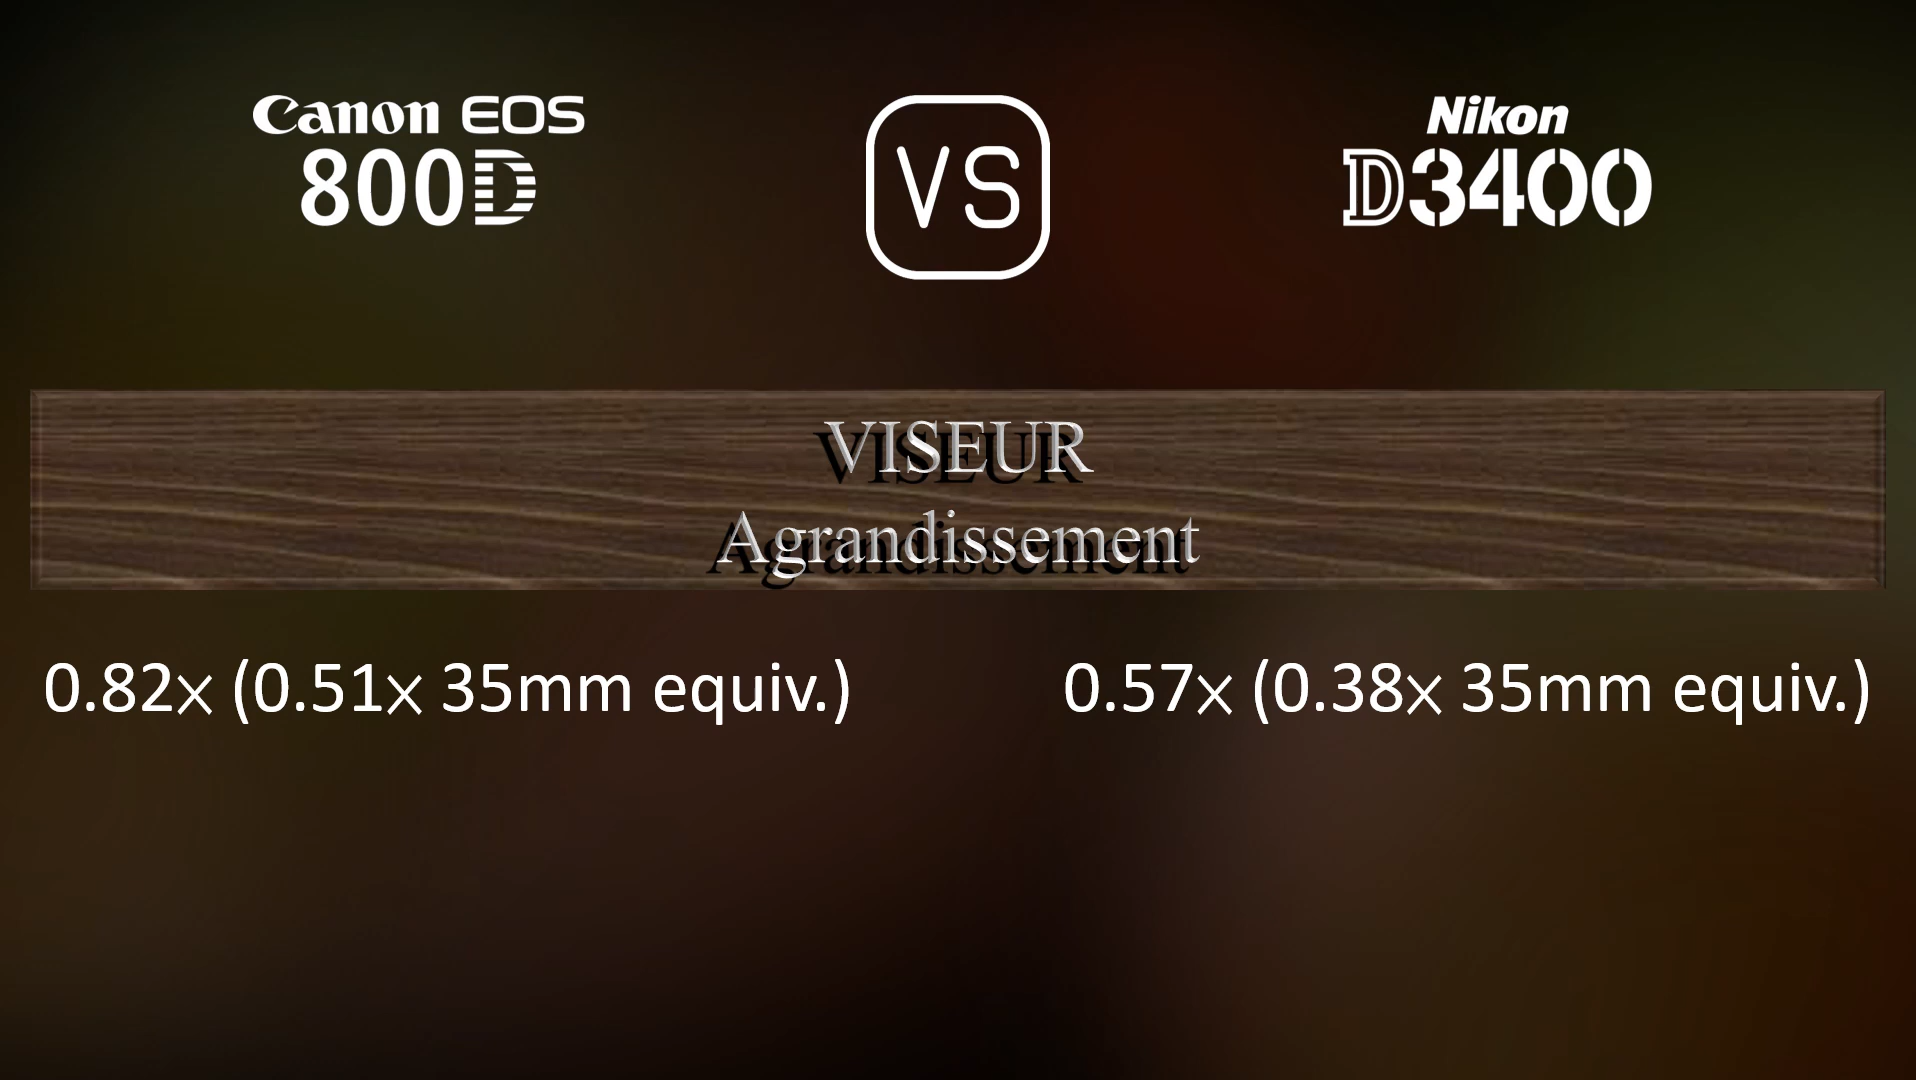 Canon EOS
800D
VS
Nikon
D3400
VISEUR
Agrandissement
0.82x (0.51x 35mm equiv.)
0.57x (0.38x 35mm equiv.)